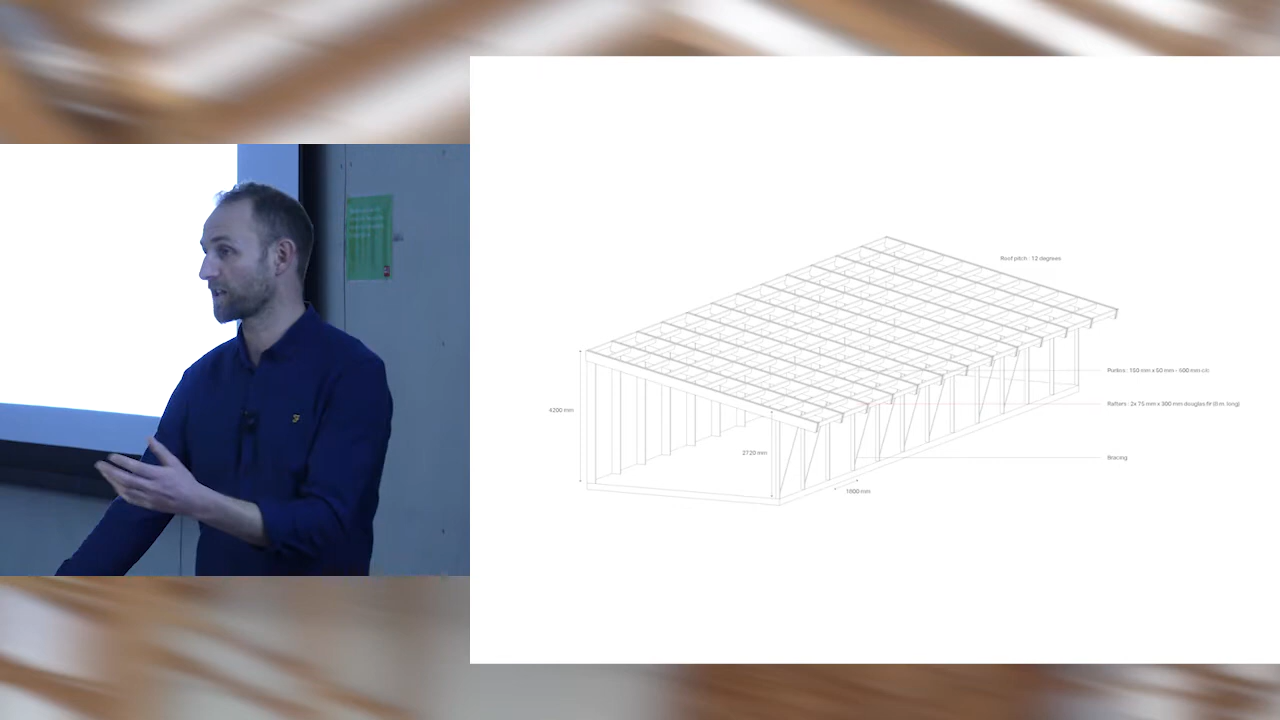 Roof pitch : 12 degrees
Purlins : 150 mm x 50 mm - 600 mm c/c
4200 mm
Rafters : 2x 75 mm x 300 mm douglas fir (8 m. long)
2720 mm
Bracing
1800 mm